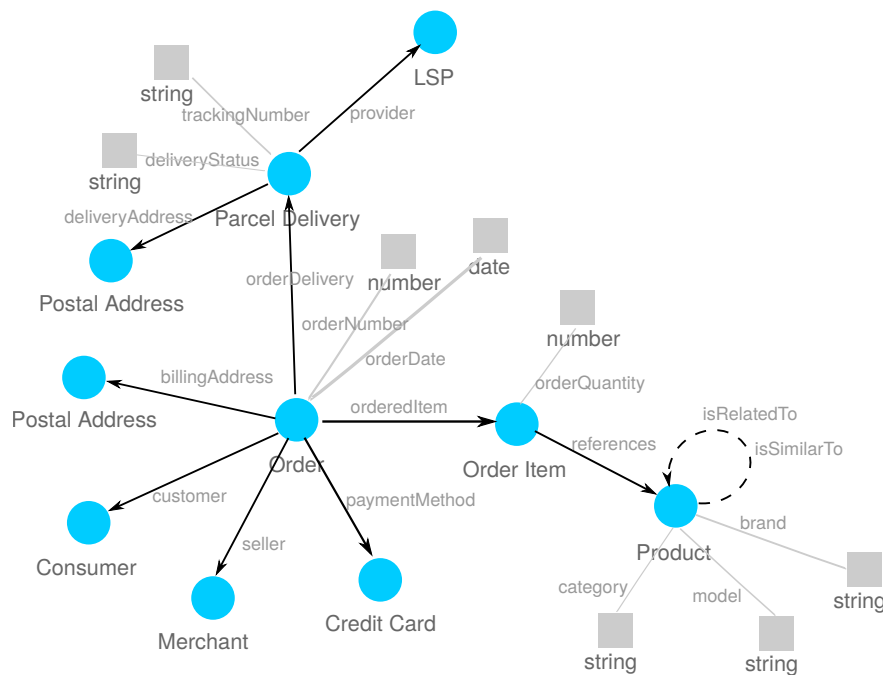 LSP
string
trackingNumber
provider
string
deliveryStatus
deliveryAddress
Parcel Delivery
Postal Address
orderDelivery
number
date
orderNumber
orderDate
number
orderQuantity
billingAddress
Postal Address
orderedItem
Order
Order Item
references
isRelatedTo
isSimilarTo
customer
Consumer
seller
Merchant
paymentMethod
Credit Card
Product
brand
string
category
string
model
string